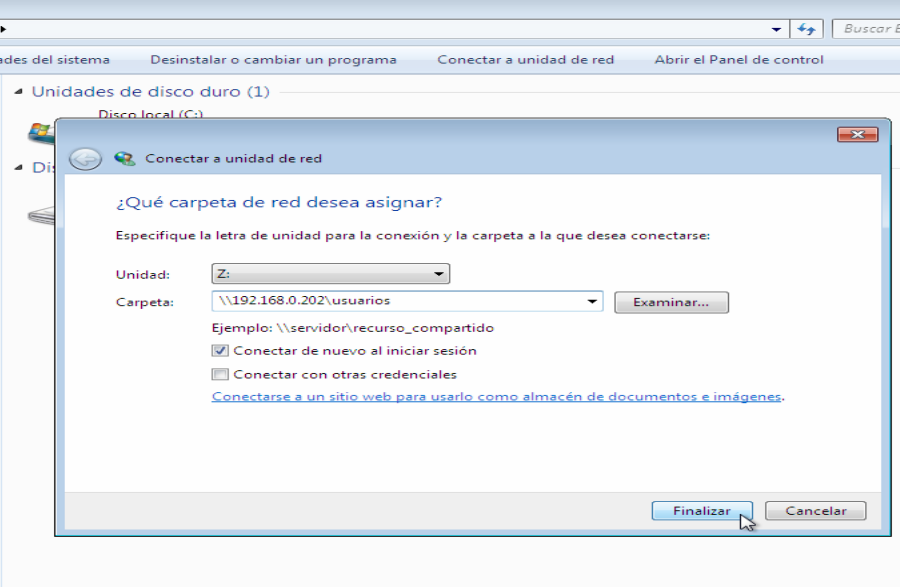 Buscar
ades del sistema Desinstalar o cambiar un programa Conectar a unidad de red Abrir el Panel de control
Unidades de disco duro (1)
Disco local (C:)
Dis
Conectar a unidad de red
¿Qué carpeta de red desea asignar?
Especifique la letra de unidad para la conexión y la carpeta a la que desea conectarse:
Unidad: Z:
Carpeta: \\192.168.0.202\usuarios Examinar...
Ejemplo: \\servidor\recurso_compartido
Conectar de nuevo al iniciar sesión
Conectar con otras credenciales
Conectarse a un sitio web para usarlo como almacén de documentos e imágenes.
Finalizar Cancelar